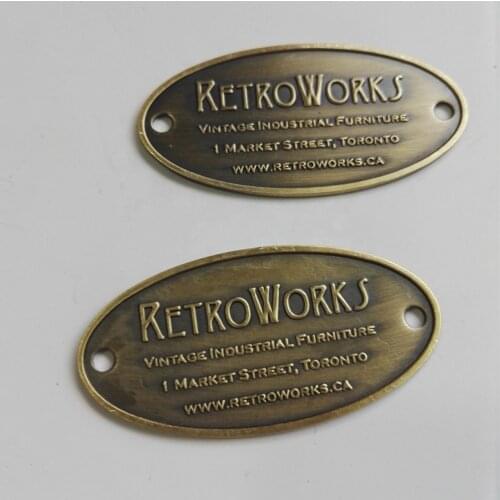 RETROWORKS
VINTAGE INDUSTRIAL FURNITURE
1 MARKET STREET, TORONTO
WWW.RETROWORKS.CA
RETROWORKS
VINTAGE INDUSTRIAL FURNITURE
1 MARKET STREET, TORONTO
WWW.RETROWORKS.CA